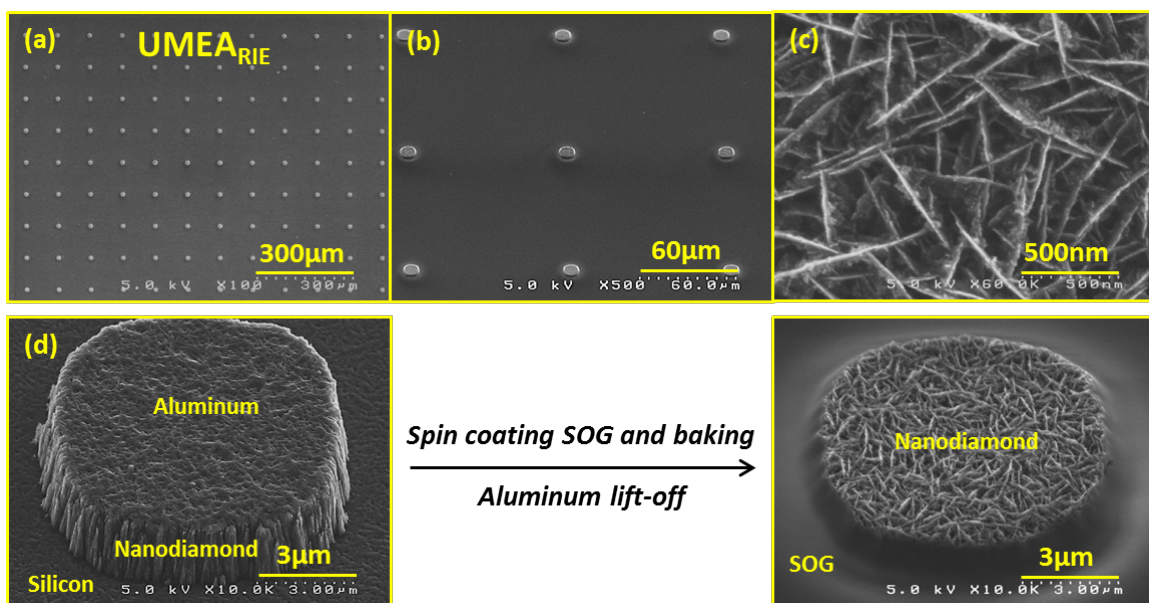 (a)
UMEA_RIE
300μm
5.0 kV X100 300μm
(b)
60μm
5.0 kV X500 60.0μm
(c)
500nm
5.0 kV X60.0K 500nm
(d)
Aluminum
Nanodiamond
Silicon
3μm
5.0 kV X10.0K 3.00μm
Spin coating SOG and baking
Aluminum lift-off
Nanodiamond
SOG
3μm
5.0 kV X10.0K 3.00μm